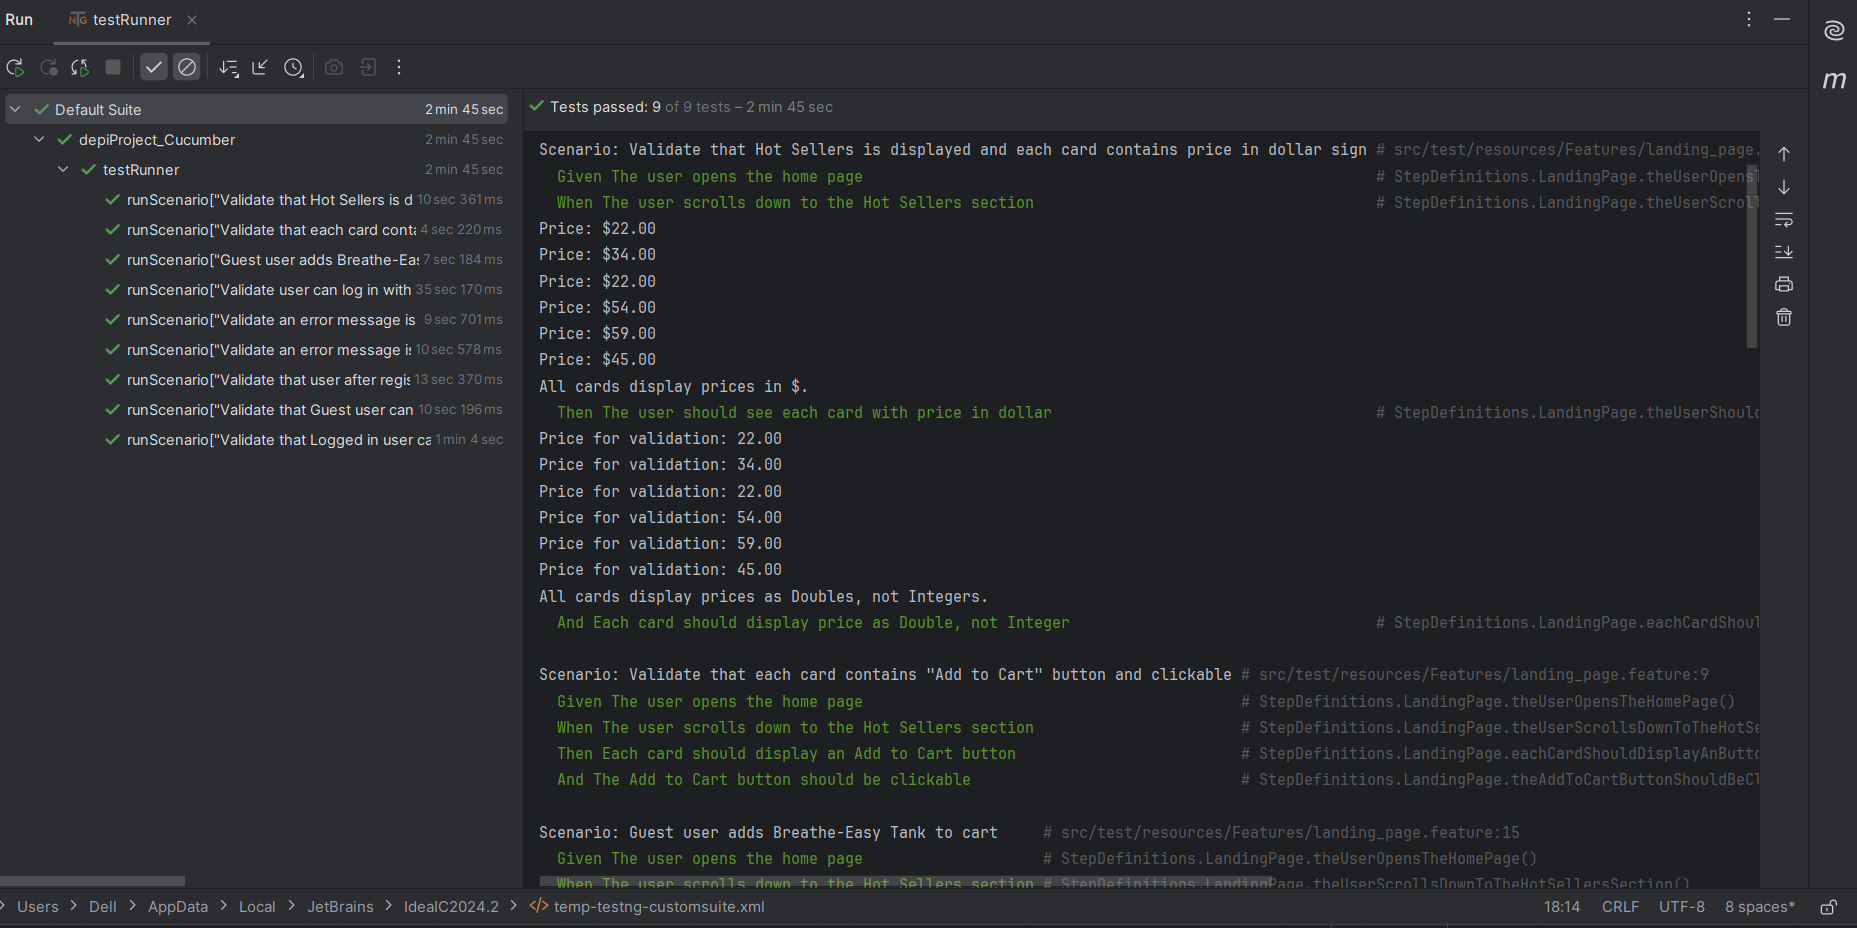 Run
testRunner
Default Suite 2 min 45 sec
depiProject_Cucumber 2 min 45 sec
testRunner 2 min 45 sec
runScenario["Validate that Hot Sellers is d 10 sec 361 ms
runScenario["Validate that each card conta 4 sec 220 ms
runScenario["Guest user adds Breathe-Eas 7 sec 184 ms
runScenario["Validate user can log in with 35 sec 170 ms
runScenario["Validate an error message is 9 sec 701 ms
runScenario["Validate an error message is 10 sec 578 ms
runScenario["Validate that user after regis 13 sec 370 ms
runScenario["Validate that Guest user can 10 sec 196 ms
runScenario["Validate that Logged in user ca 1 min 4 sec
Tests passed: 9 of 9 tests – 2 min 45 sec
Scenario: Validate that Hot Sellers is displayed and each card contains price in dollar sign # src/test/resources/Features/landing_page.
Given The user opens the home page # StepDefinitions.LandingPage.theUserOpensT
When The user scrolls down to the Hot Sellers section # StepDefinitions.LandingPage.theUserScroll
Price: $22.00
Price: $34.00
Price: $22.00
Price: $54.00
Price: $59.00
Price: $45.00
All cards display prices in $.
Then The user should see each card with price in dollar # StepDefinitions.LandingPage.theUserShould
Price for validation: 22.00
Price for validation: 34.00
Price for validation: 22.00
Price for validation: 54.00
Price for validation: 59.00
Price for validation: 45.00
All cards display prices as Doubles, not Integers.
And Each card should display price as Double, not Integer # StepDefinitions.LandingPage.eachCardShoul
Scenario: Validate that each card contains "Add to Cart" button and clickable # src/test/resources/Features/landing_page.feature:9
Given The user opens the home page # StepDefinitions.LandingPage.theUserOpensTheHomePage()
When The user scrolls down to the Hot Sellers section # StepDefinitions.LandingPage.theUserScrollsDownToTheHotSe
Then Each card should display an Add to Cart button # StepDefinitions.LandingPage.eachCardShouldDisplayAnButto
And The Add to Cart button should be clickable # StepDefinitions.LandingPage.theAddToCartButtonShouldBeCl
Scenario: Guest user adds Breathe-Easy Tank to cart # src/test/resources/Features/landing_page.feature:15
Given The user opens the home page # StepDefinitions.LandingPage.theUserOpensTheHomePage()
When The user scrolls down to the Hot Sellers section # StepDefinitions.LandingPage.theUserScrollsDownToTheHotSellersSection()
m
Users > Dell > AppData > Local > JetBrains > IdeaIC2024.2 > temp-testng-customsuite.xml
18:14 CRLF UTF-8 8 spaces*